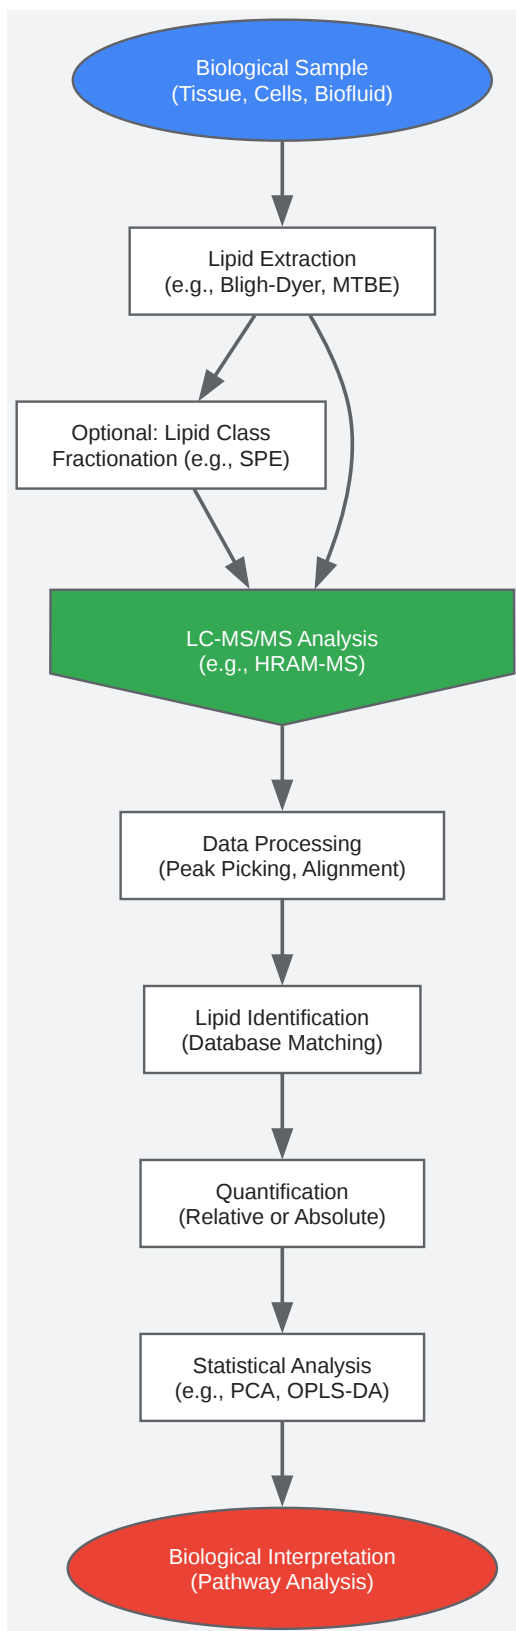 Biological Sample
(Tissue, Cells, Biofluid)
Lipid Extraction
(e.g., Bligh-Dyer, MTBE)
Optional: Lipid Class
Fractionation (e.g., SPE)
LC-MS/MS Analysis
(e.g., HRAM-MS)
Data Processing
(Peak Picking, Alignment)
Lipid Identification
(Database Matching)
Quantification
(Relative or Absolute)
Statistical Analysis
(e.g., PCA, OPLS-DA)
Biological Interpretation
(Pathway Analysis)